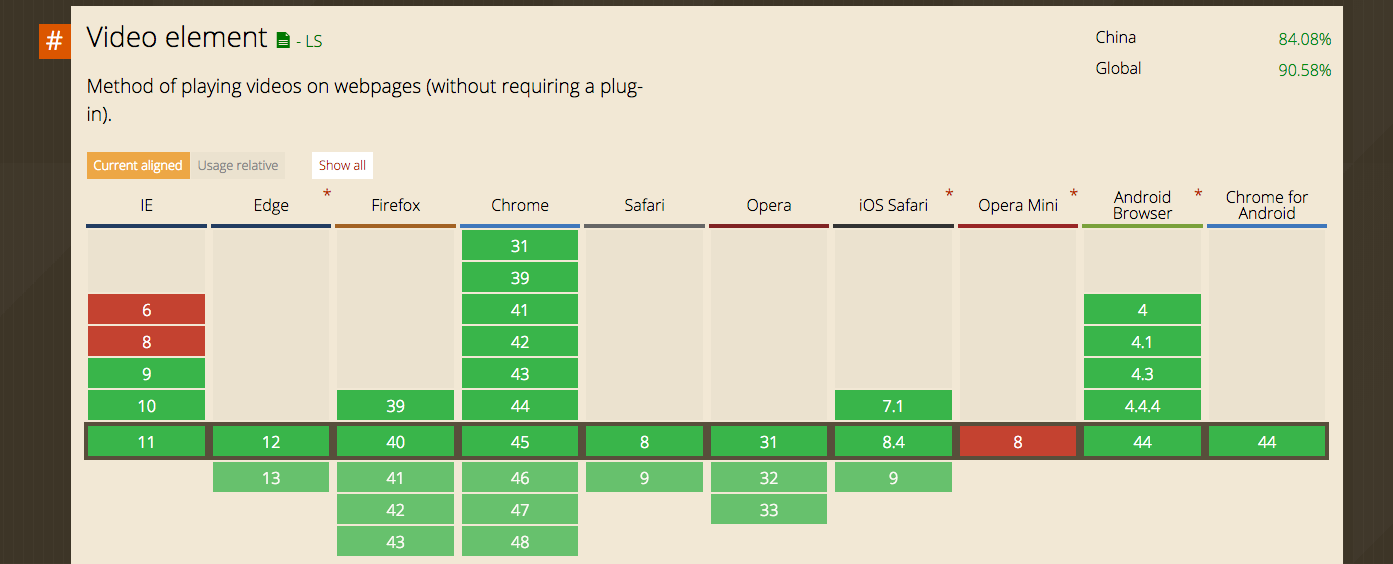 # Video element - LS
China 84.08%
Global 90.58%
Method of playing videos on webpages (without requiring a plug-
in).
Current aligned Usage relative Show all
IE Edge * Firefox Chrome Safari Opera iOS Safari * Opera Mini * Android Browser * Chrome for Android
31
39
6 41 4
8 42 4.1
9 43 4.3
10 39 44 7.1 4.4.4
11 12 40 45 8 31 8.4 8 44 44
13 41 46 9 32 9
42 47 33
43 48